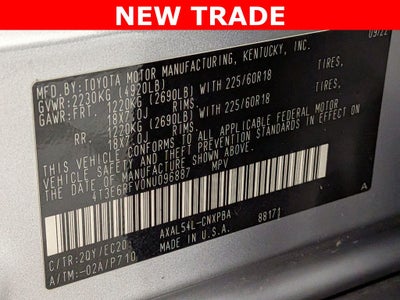 NEW TRADE
09/22
MFD.BY:TOYOTA MOTOR MANUFACTURING, KENTUCKY, INC.
GVWR:2230KG (4920LB)
GAWR:FRT. 1220KG (2690LB) WITH 225/60R18 TIRES,
18X7.0J RIMS.
RR. 1220KG (2690LB) WITH 225/60R18 TIRES,
18X7.0J RIMS.
THIS VEHICLE CONFORMS TO ALL APPLICABLE FEDERAL MOTOR
VEHICLE SAFETY STANDARDS IN EFFECT ON THE DATE OF
MANUFACTURE SHOWN ABOVE.
4T3E6RFV0NU096887 MPV
A
C/TR:2QY/EC20 AXAL54L-CNXPBA 88171
A/TM:-02A/P710 MADE IN U.S.A.